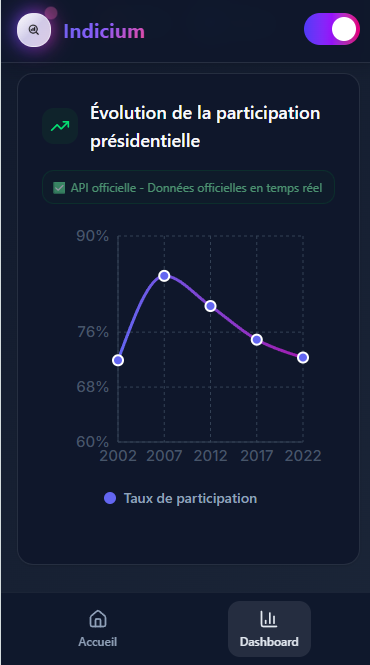 Indicium
Évolution de la participation
présidentielle
✅ API officielle - Données officielles en temps réel
90%
76%
68%
60%
2002 2007 2012 2017 2022
Taux de participation
Accueil
Dashboard